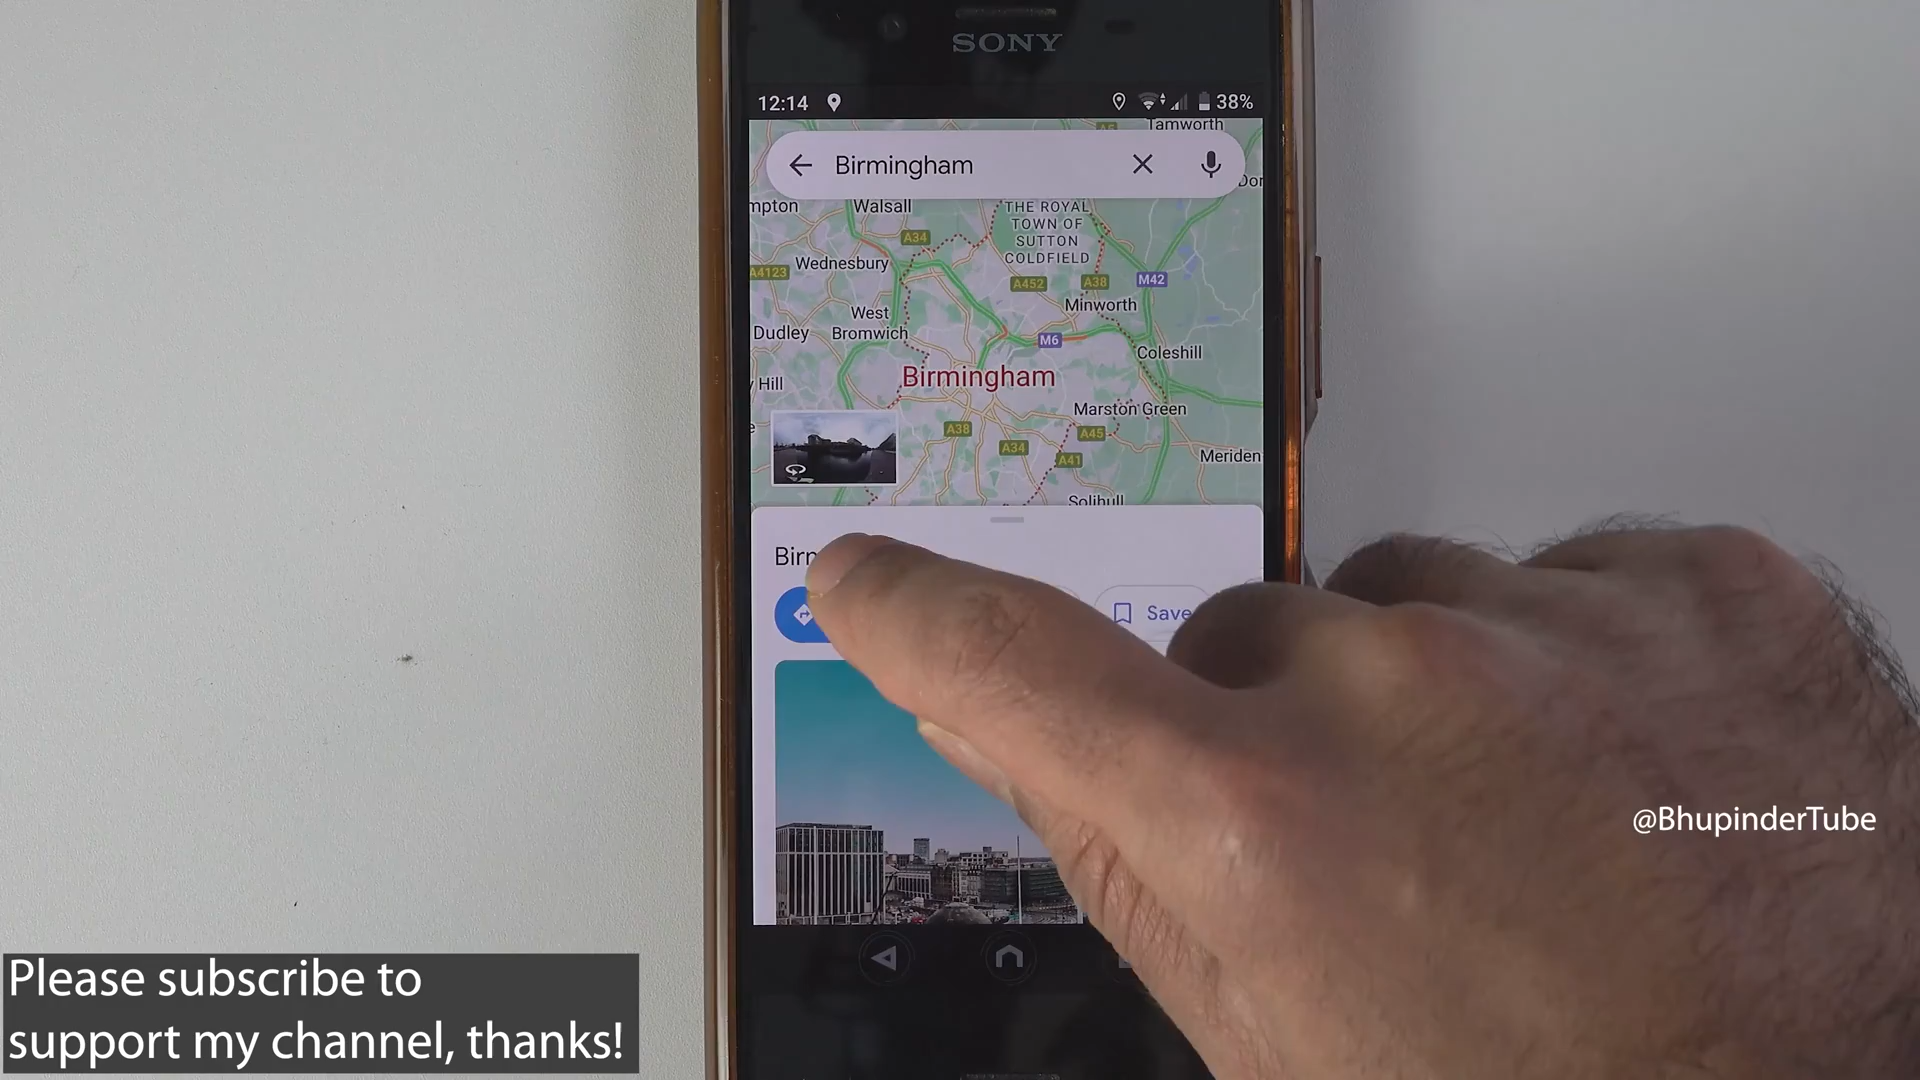 SONY
12:14
38%
Tamworth
Birmingham
Walsall
THE ROYAL
TOWN OF
SUTTON
COLDFIELD
A34
Wednesbury
A4123
A452
A38
M42
Minworth
West
Bromwich
Dudley
M6
Coleshill
Hill
Birmingham
Marston Green
A38
A34
A45
A41
Meriden
Solihull
Save
@BhupinderTube
Please subscribe to
support my channel, thanks!